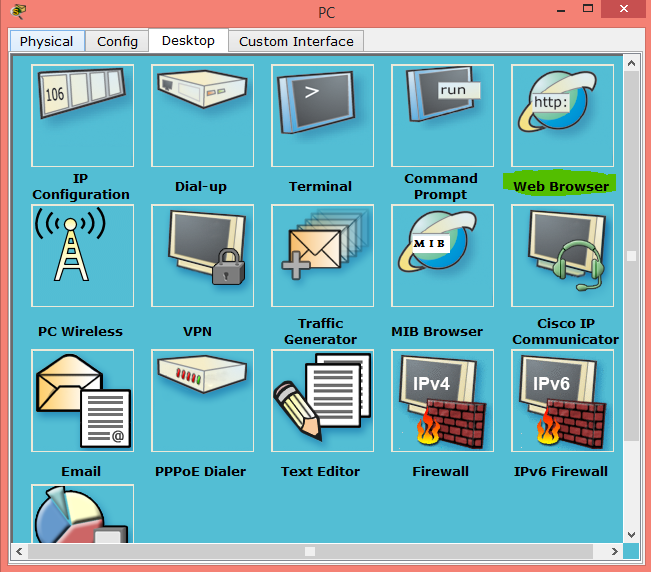 PC
Physical
Config
Desktop
Custom Interface
106
>
run
http:
IP
Configuration
Dial-up
Terminal
Command
Prompt
Web Browser
MIB
PC Wireless
VPN
Traffic
Generator
MIB Browser
Cisco IP
Communicator
@
IPv4
IPv6
Email
PPPoE Dialer
Text Editor
Firewall
IPv6 Firewall